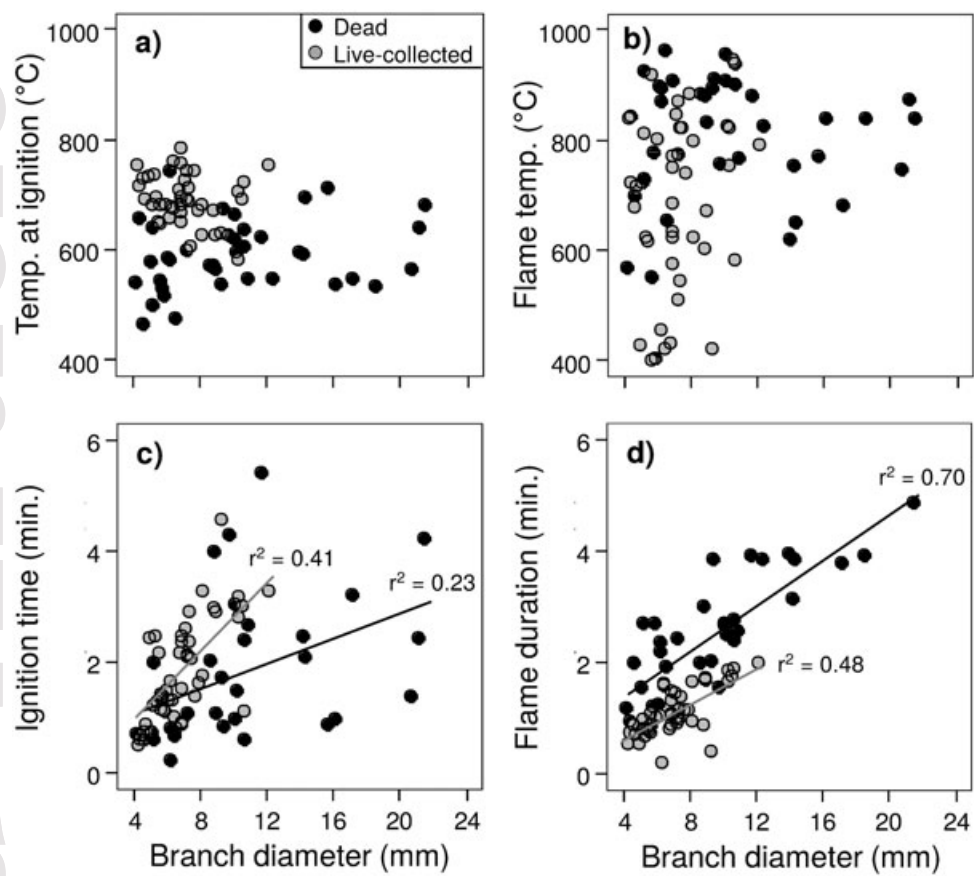 a)
Dead
Live-collected
Temp. at ignition (°C)
1000
800
600
400
b)
Flame temp. (°C)
1000
800
600
400
c)
Ignition time (min.)
6
4
2
0
r² = 0.41
r² = 0.23
4 8 12 16 20 24
Branch diameter (mm)
d)
Flame duration (min.)
6
4
2
0
r² = 0.70
r² = 0.48
4 8 12 16 20 24
Branch diameter (mm)